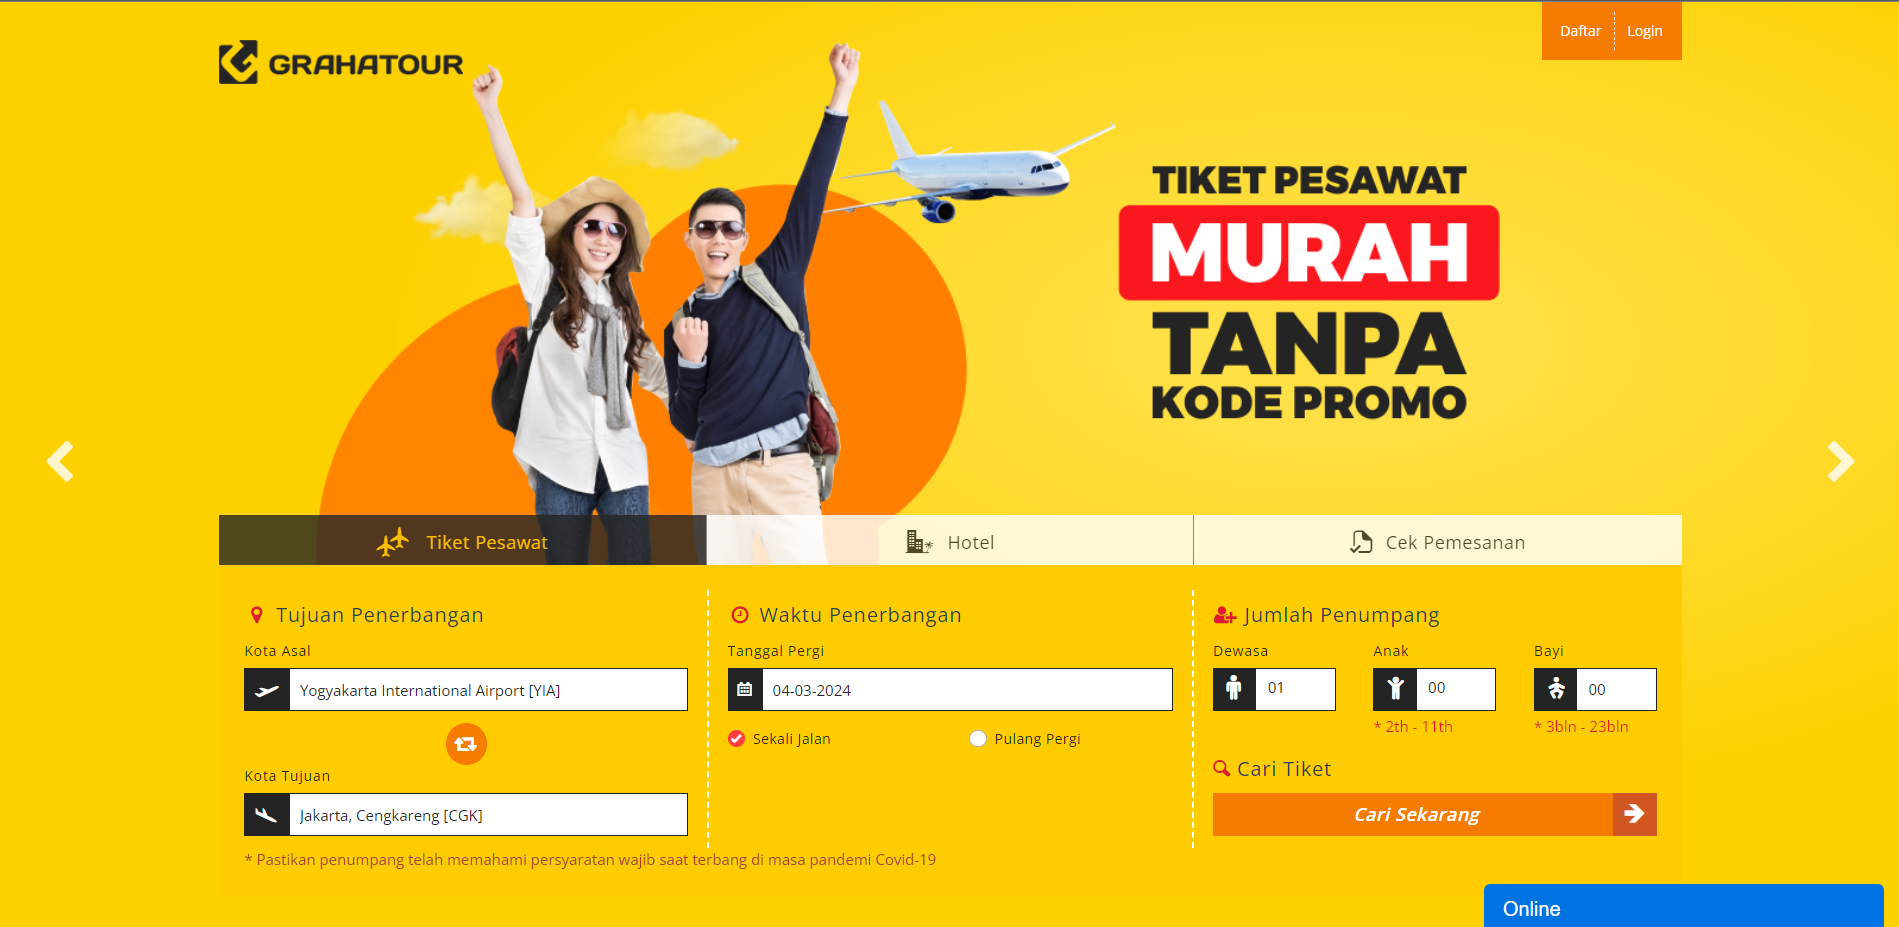 Daftar
Login
GRAHATOUR
TIKET PESAWAT
MURAH
TANPA
KODE PROMO
Tiket Pesawat
Hotel
Cek Pemesanan
Tujuan Penerbangan
Kota Asal
Yogyakarta International Airport [YIA]
Kota Tujuan
Jakarta, Cengkareng [CGK]
* Pastikan penumpang telah memahami persyaratan wajib saat terbang di masa pandemi Covid-19
Waktu Penerbangan
Tanggal Pergi
04-03-2024
Sekali Jalan
Pulang Pergi
Jumlah Penumpang
Dewasa
01
Anak
00
* 2th - 11th
Bayi
00
* 3bln - 23bln
Cari Tiket
Cari Sekarang
Online